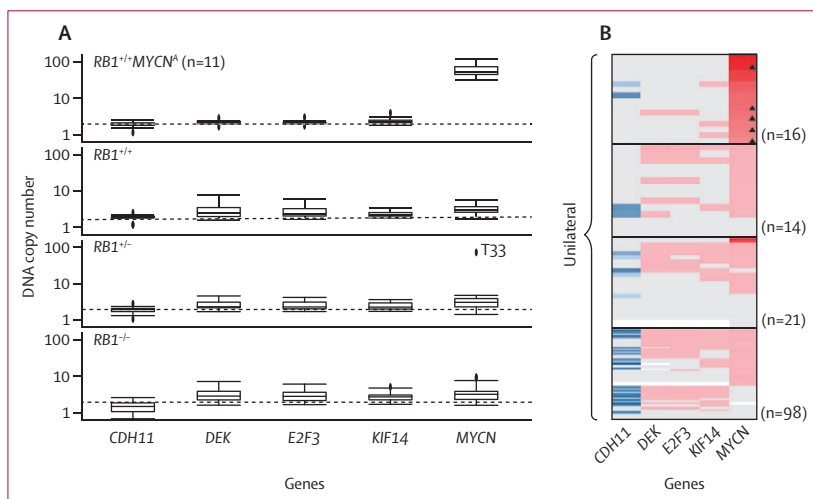 A
B
RB1+/+MYCNA (n=11)
100
10
1
RB1+/+
100
10
1
RB1+/−
T33
100
10
1
RB1−/−
100
10
1
DNA copy number
CDH11 DEK E2F3 KIF14 MYCN
Genes
Unilateral
(n=16)
(n=14)
(n=21)
(n=98)
CDH11 DEK E2F3 KIF14 MYCN
Genes